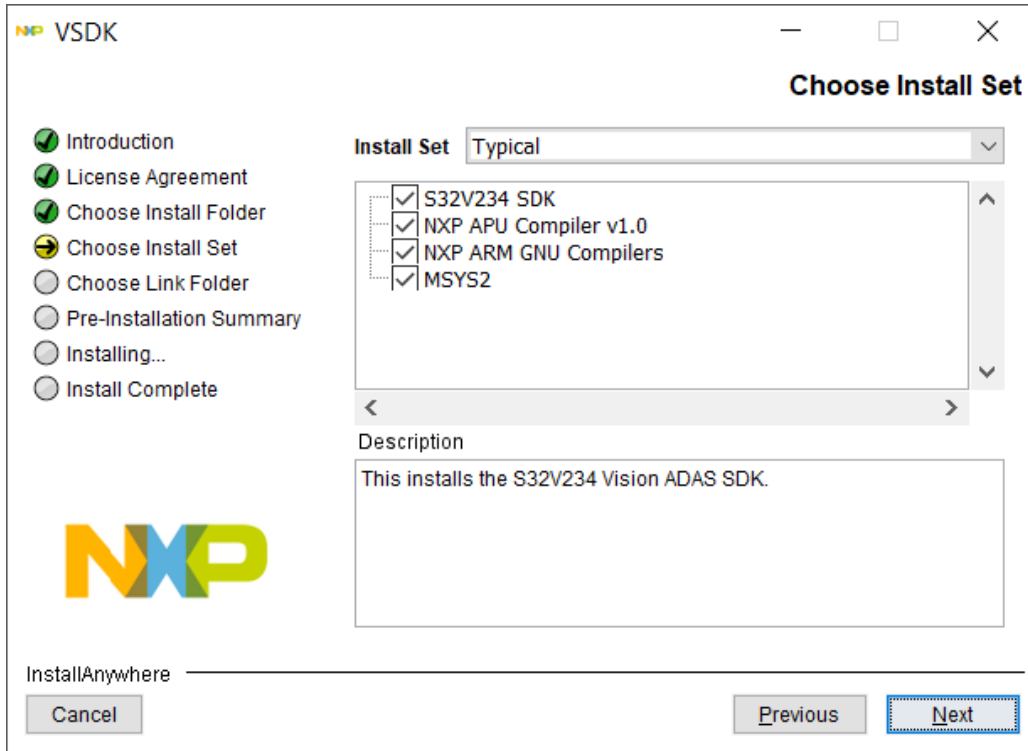 NXP VSDK
Choose Install Set
Introduction
License Agreement
Choose Install Folder
Choose Install Set
Choose Link Folder
Pre-Installation Summary
Installing...
Install Complete
Install Set Typical
S32V234 SDK
NXP APU Compiler v1.0
NXP ARM GNU Compilers
MSYS2
Description
This installs the S32V234 Vision ADAS SDK.
NXP
InstallAnywhere
Cancel
Previous
Next